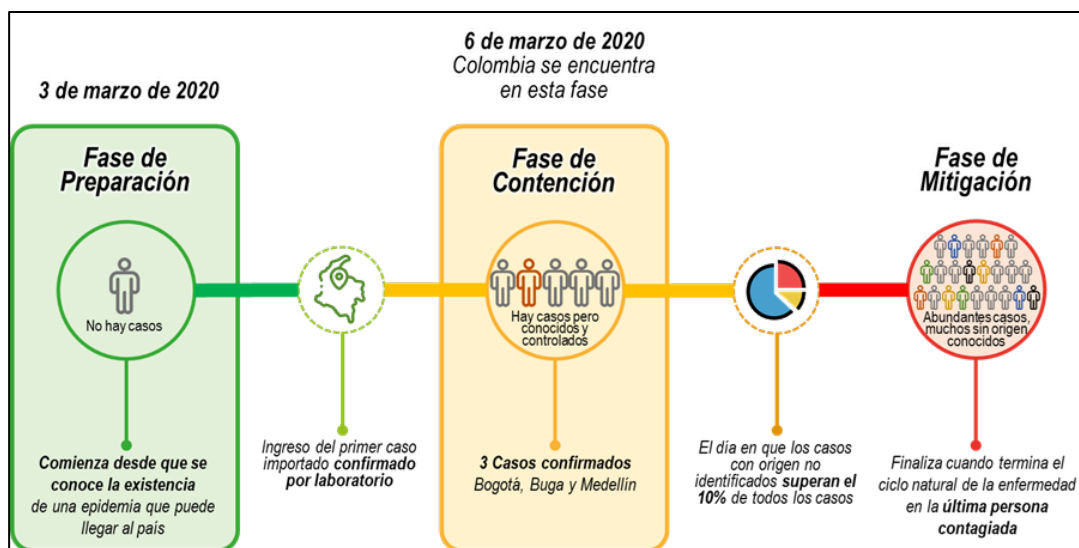 3 de marzo de 2020
Fase de
Preparación
No hay casos
Comienza desde que se
conoce la existencia
de una epidemia que puede
llegar al país
Ingreso del primer caso
importado confirmado
por laboratorio
6 de marzo de 2020
Colombia se encuentra
en esta fase
Fase de
Contención
Hay casos pero
conocidos y
controlados
3 Casos confirmados
Bogotá, Buga y Medellín
El día en que los casos
con origen no
identificados superan el
10% de todos los casos
Fase de
Mitigación
Abundantes casos,
muchos sin origen
conocidos
Finaliza cuando termina el
ciclo natural de la enfermedad
en la última persona
contagiada